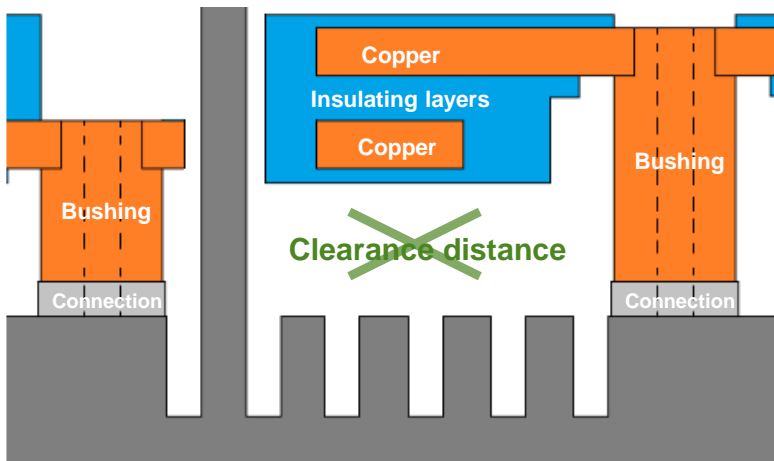 Copper
Insulating layers
Copper
Bushing
Bushing
Clearance distance
Connection
Connection